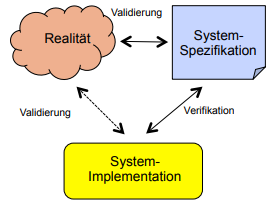 Validierung
Realität
System-
Spezifikation
Validierung
Verifikation
System-
Implementation